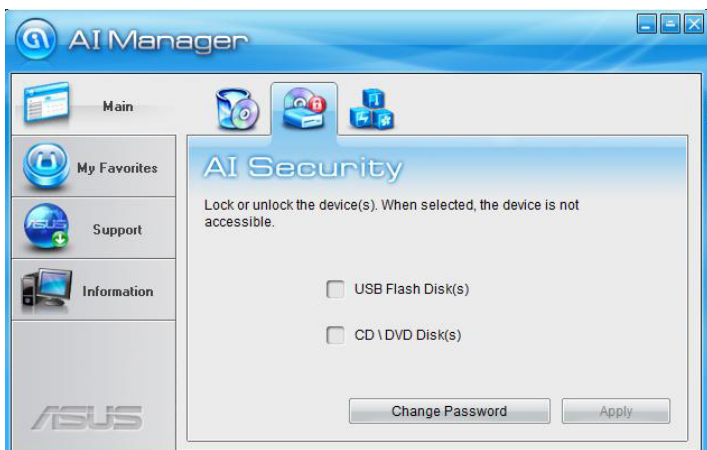 AI Manager
Main
My Favorites
ASUS
Support
Information
ASUS
AI Security
Lock or unlock the device(s). When selected, the device is not
accessible.
USB Flash Disk(s)
CD \ DVD Disk(s)
Change Password
Apply